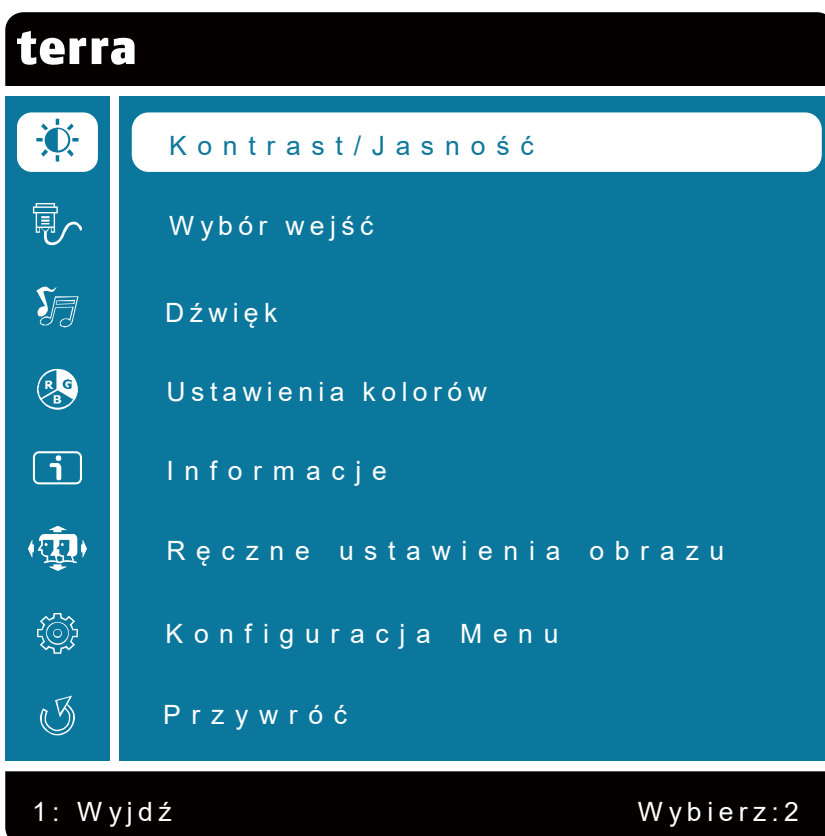 terra
Kontrast/Jasność
Wybór wejść
Dźwięk
R G
B
Ustawienia kolorów
i
Informacje
Ręczne ustawienia obrazu
Konfiguracja Menu
Przywróć
1: Wyjdź Wybierz:2